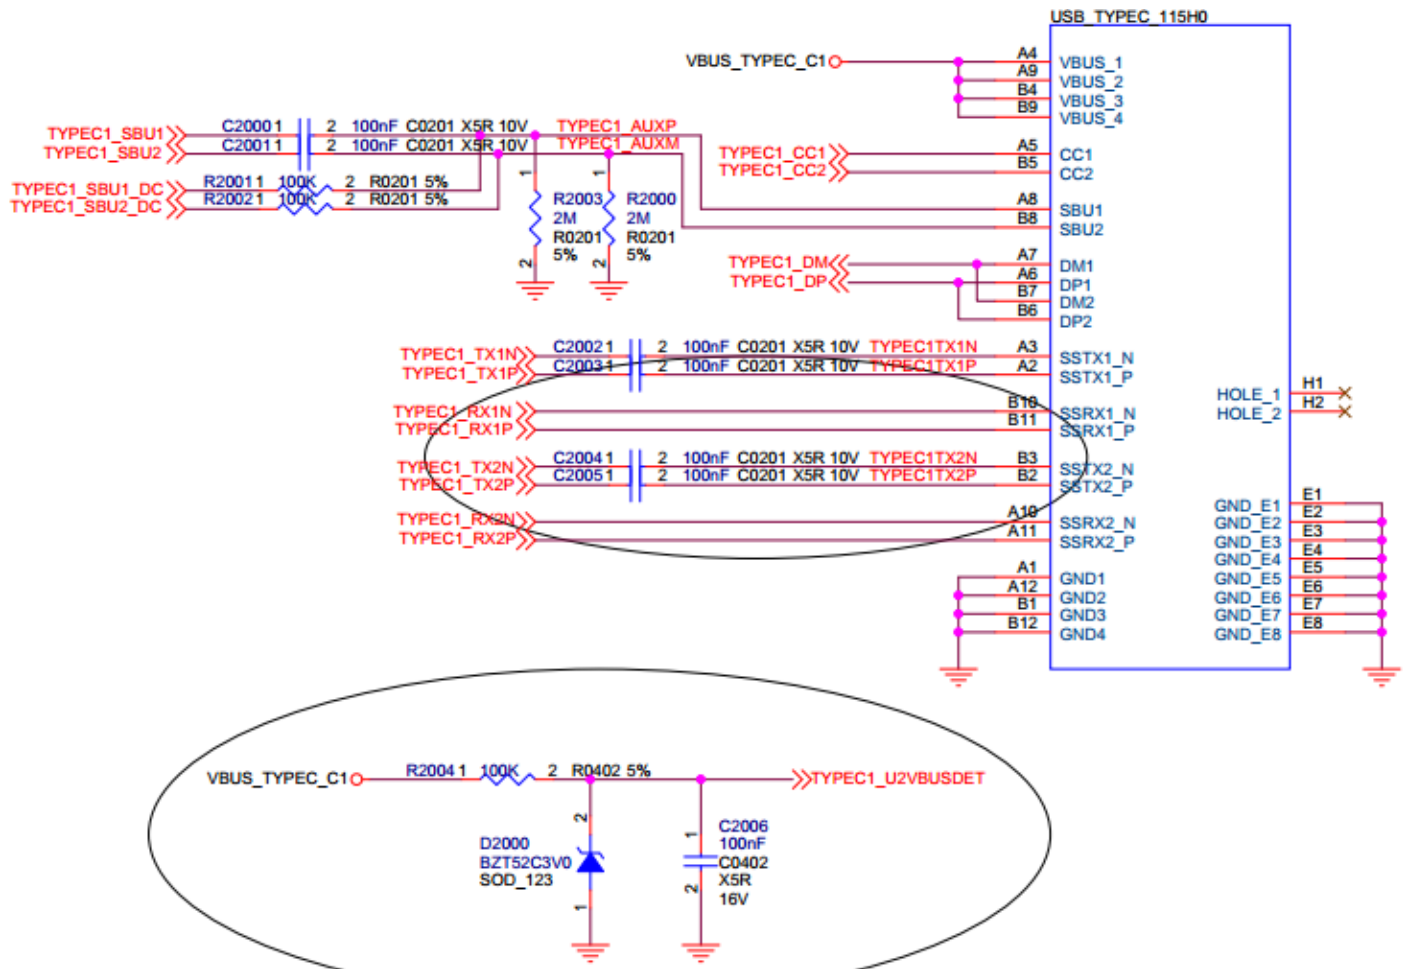 USB_TYPEC_115H0
VBUS_TYPEC_C1
A4 VBUS_1
A9 VBUS_2
B4 VBUS_3
B9 VBUS_4
TYPEC1_SBU1 C2000 1 2 100nF C0201 X5R 10V TYPEC1_AUXP
TYPEC1_SBU2 C2001 1 2 100nF C0201 X5R 10V TYPEC1_AUXM
TYPEC1_CC1 A5 CC1
TYPEC1_CC2 B5 CC2
TYPEC1_SBU1_DC R2001 1 100K 2 R0201 5%
TYPEC1_SBU2_DC R2002 1 100K 2 R0201 5%
1 R2003 2M R0201 5% 2
1 R2000 2M R0201 5% 2
A8 SBU1
B8 SBU2
TYPEC1_DM A7 DM1
TYPEC1_DP A6 DP1
B7 DM2
B6 DP2
TYPEC1_TX1N C2002 1 2 100nF C0201 X5R 10V TYPEC1TX1N A3 SSTX1_N
TYPEC1_TX1P C2003 1 2 100nF C0201 X5R 10V TYPEC1TX1P A2 SSTX1_P
TYPEC1_RX1N B10 SSRX1_N
TYPEC1_RX1P B11 SSRX1_P
TYPEC1_TX2N C2004 1 2 100nF C0201 X5R 10V TYPEC1TX2N B3 SSTX2_N
TYPEC1_TX2P C2005 1 2 100nF C0201 X5R 10V TYPEC1TX2P B2 SSTX2_P
TYPEC1_RX2N A10 SSRX2_N
TYPEC1_RX2P A11 SSRX2_P
A1 GND1
A12 GND2
B1 GND3
B12 GND4
HOLE_1 H1
HOLE_2 H2
GND_E1 E1
GND_E2 E2
GND_E3 E3
GND_E4 E4
GND_E5 E5
GND_E6 E6
GND_E7 E7
GND_E8 E8
VBUS_TYPEC_C1 R2004 1 100K 2 R0402 5% TYPEC1_U2VBUSDET
2
D2000
BZT52C3V0
SOD_123
1
1
C2006
100nF
C0402
X5R
16V
2